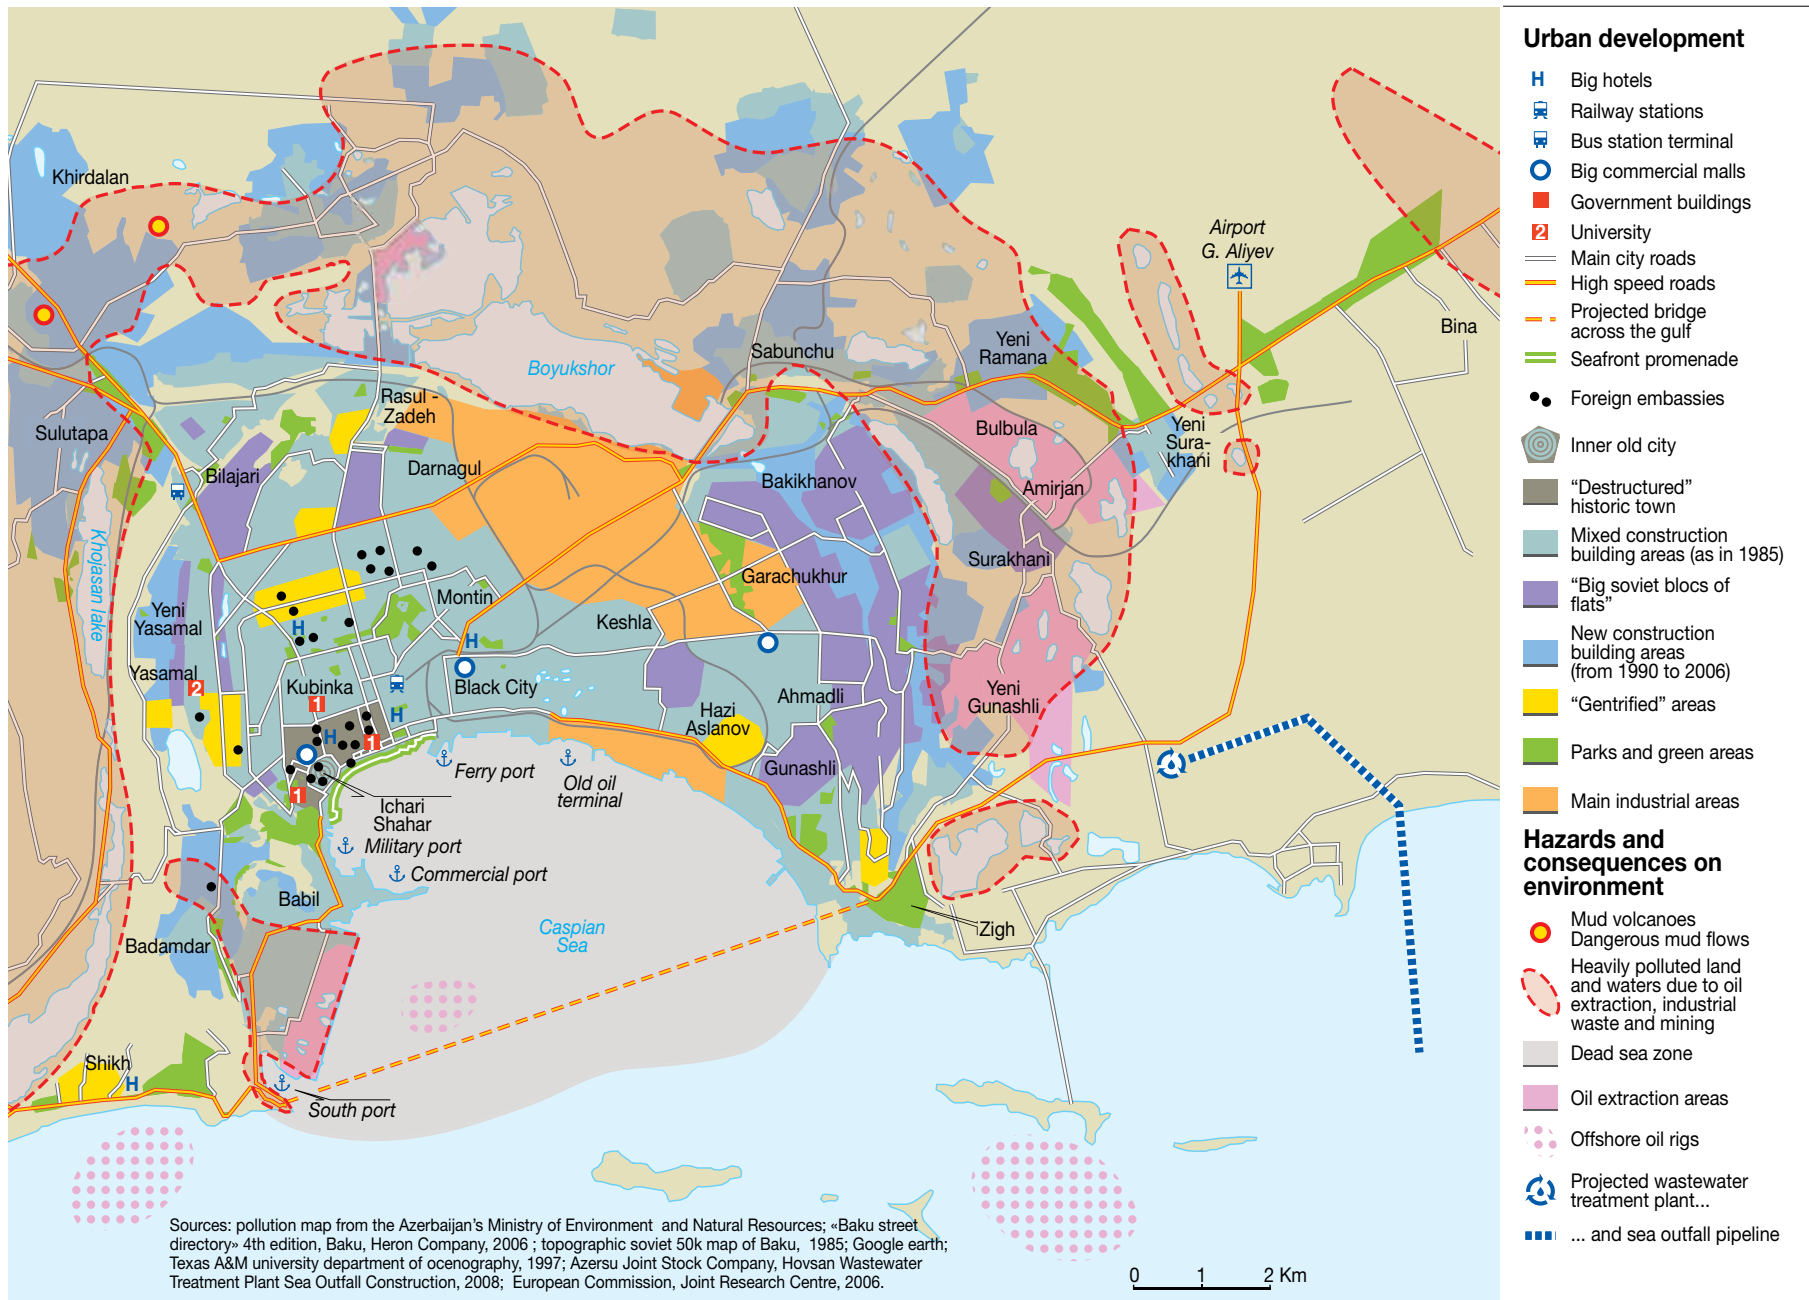 Khirdalan
Airport
G. Aliyev
Bina
Yeni
Ramana
Sabunchu
Boyukshor
Rasul -
Zadeh
Sulutapa
Bulbula
Yeni
Sura-
khani
Bilajari
Darnagul
Bakikhanov
Amirjan
Khojasan lake
Surakhani
Garachukhur
Montin
Yeni
Yasamal
Keshla
Yasamal
2
Kubinka
1
H
H
H
H
1
1
Black City
Ahmadli
Yeni
Gunashli
Hazi
Aslanov
Gunashli
Ferry port
Old oil
terminal
Ichari
Shahar
Military port
Commercial port
Babil
Caspian
Sea
Zigh
Badamdar
Shikh
H
South port
Sources: pollution map from the Azerbaijan's Ministry of Environment and Natural Resources; «Baku street
directory» 4th edition, Baku, Heron Company, 2006 ; topographic soviet 50k map of Baku, 1985; Google earth;
Texas A&M university department of ocenography, 1997; Azersu Joint Stock Company, Hovsan Wastewater
Treatment Plant Sea Outfall Construction, 2008; European Commission, Joint Research Centre, 2006.
0 1 2 Km
Urban development
H Big hotels
Railway stations
Bus station terminal
Big commercial malls
Government buildings
2 University
Main city roads
High speed roads
Projected bridge
across the gulf
Seafront promenade
Foreign embassies
Inner old city
“Destructured”
historic town
Mixed construction
building areas (as in 1985)
“Big soviet blocs of
flats”
New construction
building areas
(from 1990 to 2006)
“Gentrified” areas
Parks and green areas
Main industrial areas
Hazards and
consequences on
environment
Mud volcanoes
Dangerous mud flows
Heavily polluted land
and waters due to oil
extraction, industrial
waste and mining
Dead sea zone
Oil extraction areas
Offshore oil rigs
Projected wastewater
treatment plant...
... and sea outfall pipeline